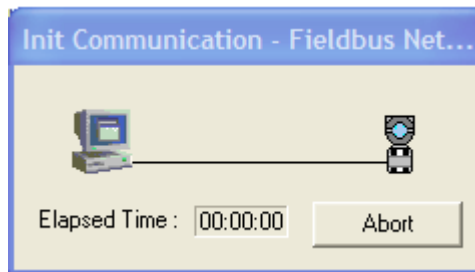 Init Communication - Fieldbus Net...
Elapsed Time : 00:00:00 Abort